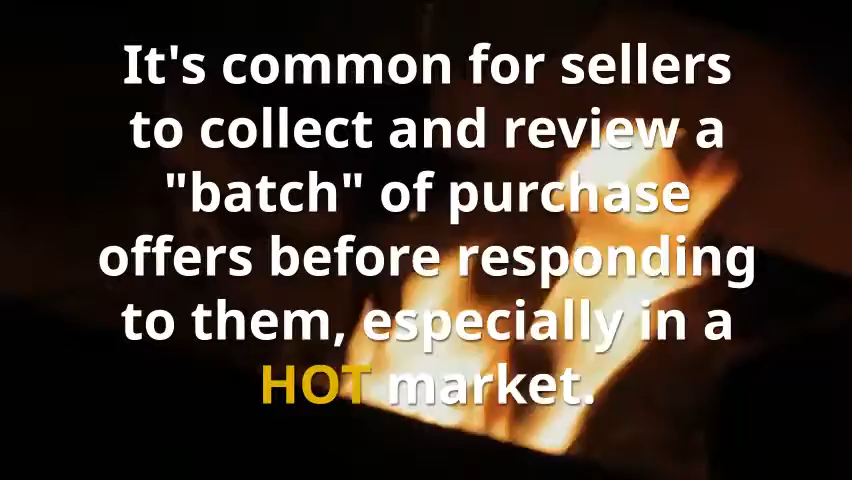 It's common for sellers
to collect and review a
"batch" of purchase
offers before responding
to them, especially in a
HOT market.